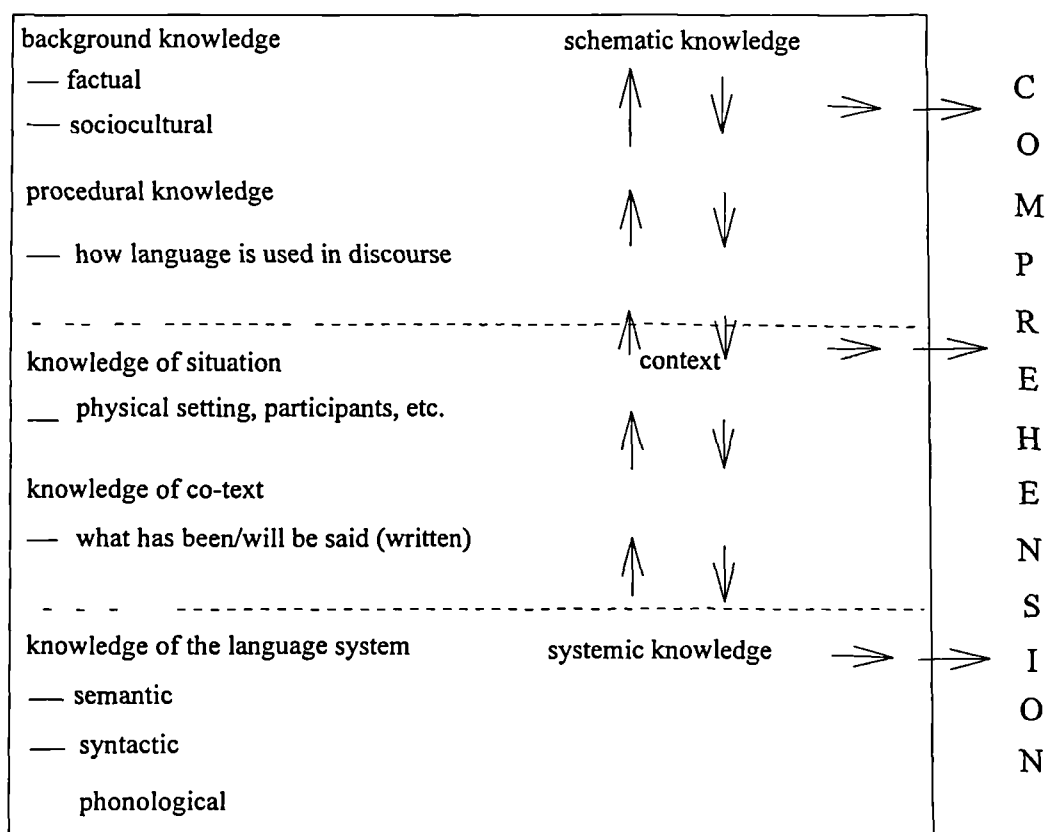 background knowledge
schematic knowledge
— factual
— sociocultural
procedural knowledge
— how language is used in discourse
knowledge of situation
context
— physical setting, participants, etc.
knowledge of co-text
— what has been/will be said (written)
knowledge of the language system
systemic knowledge
— semantic
— syntactic
phonological
COMPREHENSION